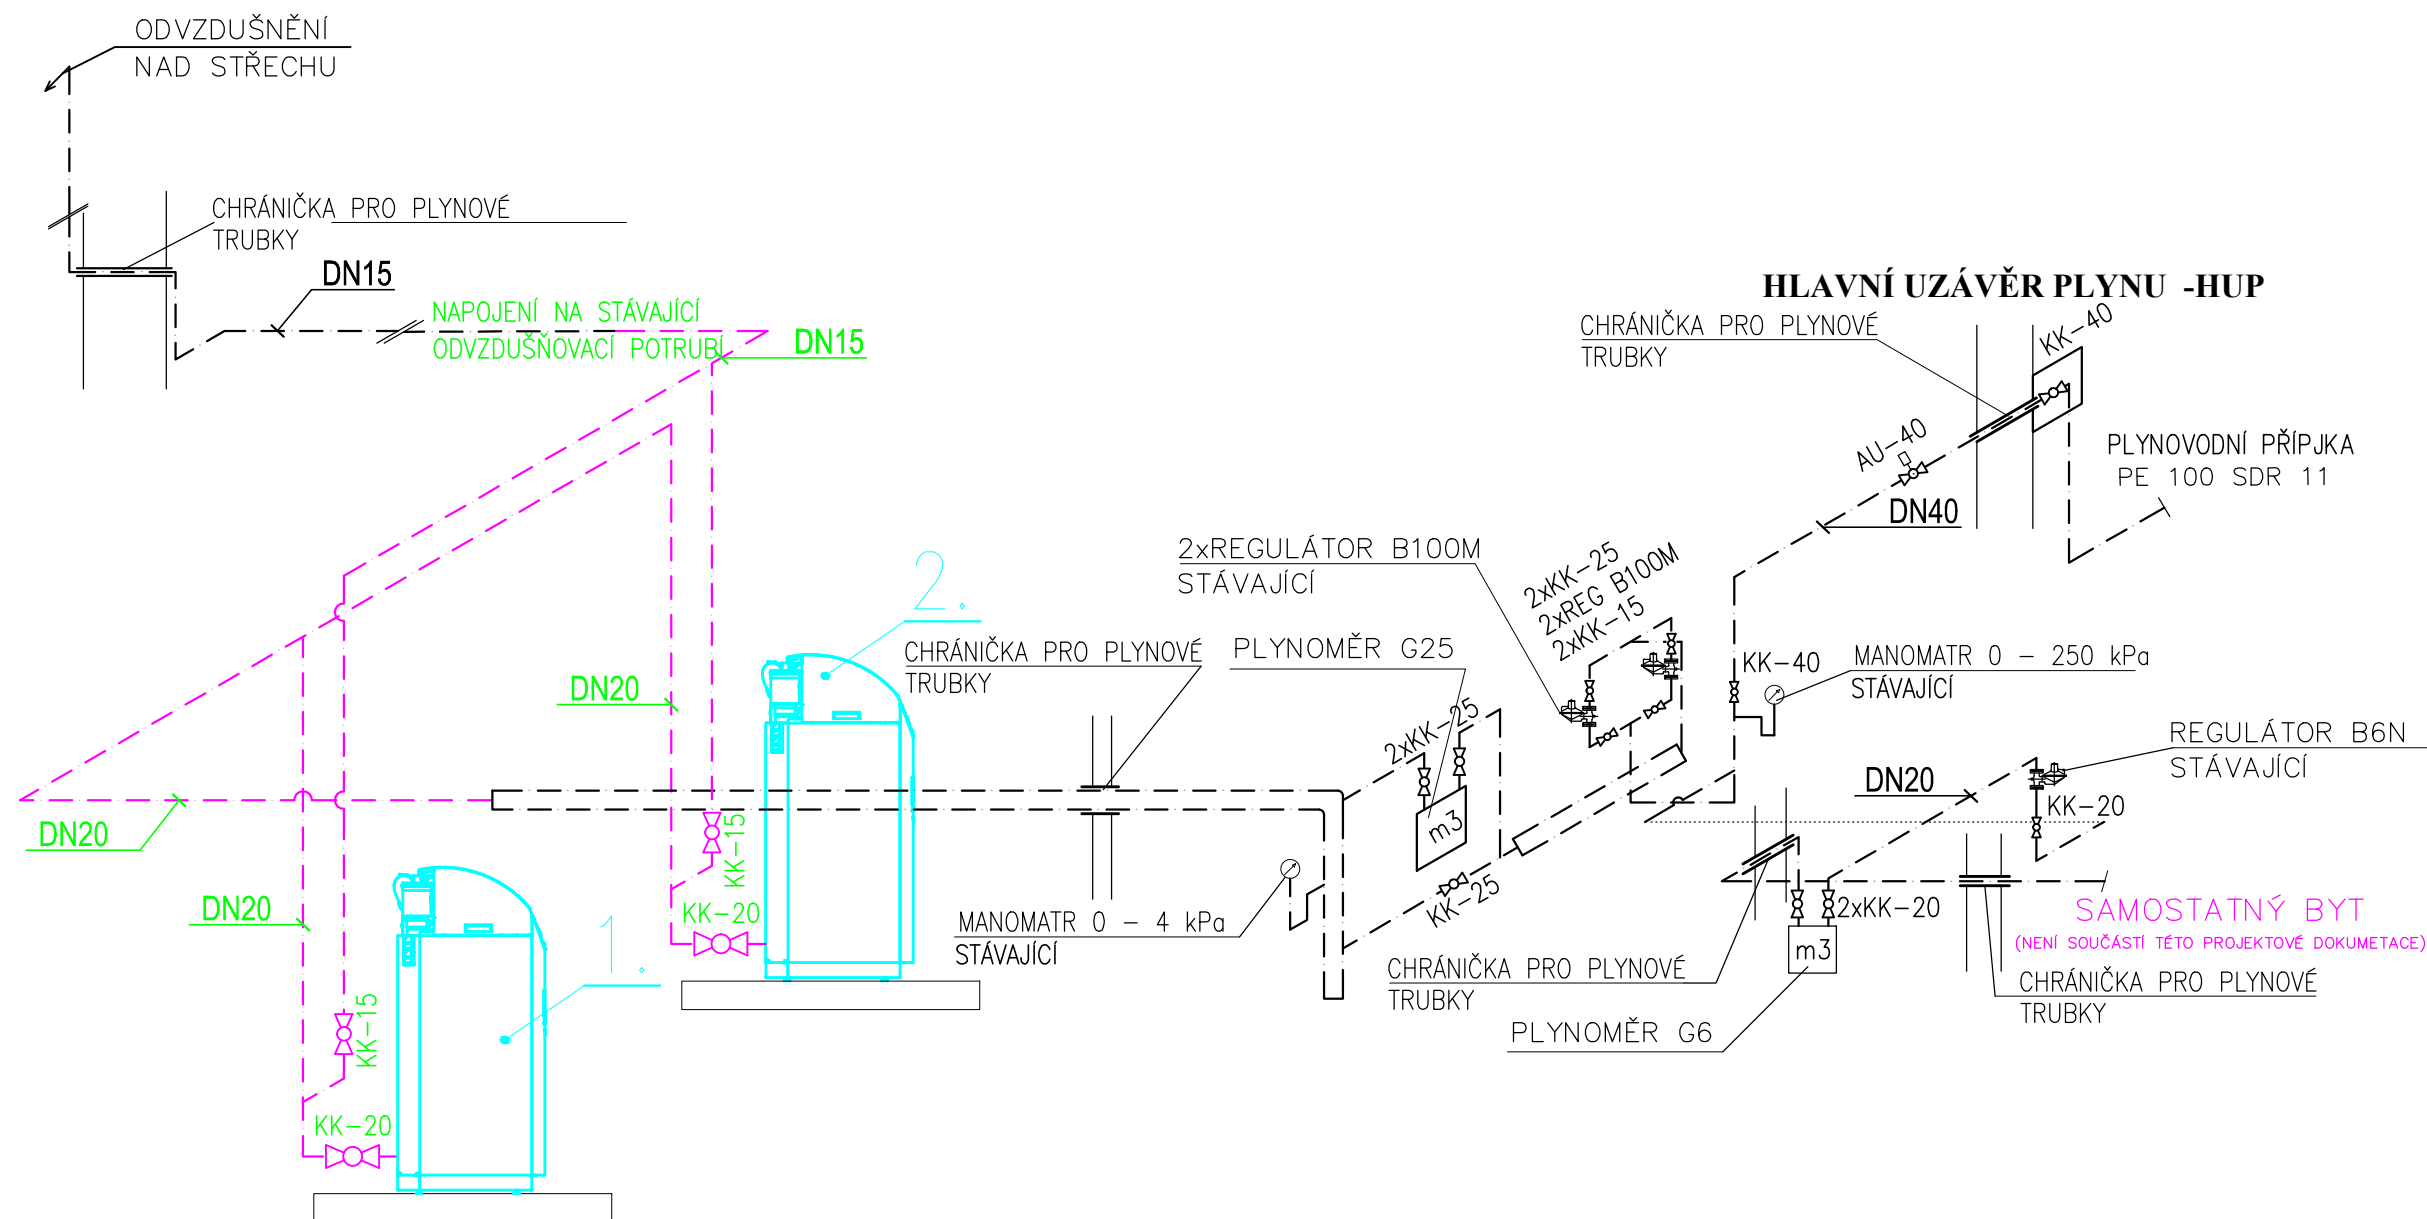 ODVZDUŠNĚNÍ
NAD STŘECHU
CHRÁNIČKA PRO PLYNOVÉ
TRUBKY
DN15
NAPOJENÍ NA STÁVAJÍCÍ
ODVZDUŠŇOVACÍ POTRUBÍ
DN15
HLAVNÍ UZÁVĚR PLYNU -HUP
CHRÁNIČKA PRO PLYNOVÉ
TRUBKY
KK-40
AU-40
PLYNOVODNÍ PŘÍPJKA
PE 100 SDR 11
DN40
2xREGULÁTOR B100M
STÁVAJÍCÍ
2xKK-25
2xREG B100M
2xKK-15
2.
CHRÁNIČKA PRO PLYNOVÉ
TRUBKY
PLYNOMĚR G25
KK-40
MANOMATR 0 - 250 kPa
STÁVAJÍCÍ
DN20
2xKK-25
REGULÁTOR B6N
STÁVAJÍCÍ
DN20
KK-20
m3
DN20
KK-15
DN20
KK-20
KK-25
MANOMATR 0 - 4 kPa
STÁVAJÍCÍ
2xKK-20
SAMOSTATNÝ BYT
(NENÍ SOUČÁSTÍ TÉTO PROJEKTOVÉ DOKUMETACE)
m3
1.
CHRÁNIČKA PRO PLYNOVÉ
TRUBKY
CHRÁNIČKA PRO PLYNOVÉ
TRUBKY
PLYNOMĚR G6
KK-15
KK-20